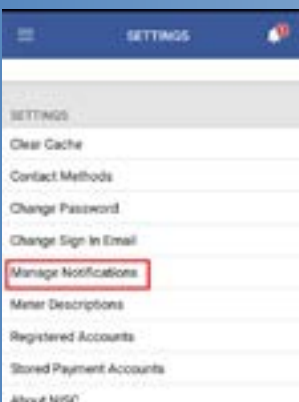 SETTINGS
SETTINGS
Clear Cache
Contact Methods
Change Password
Change Sign In Email
Manage Notifications
Meter Descriptions
Registered Accounts
Stored Payment Accounts
About NISC